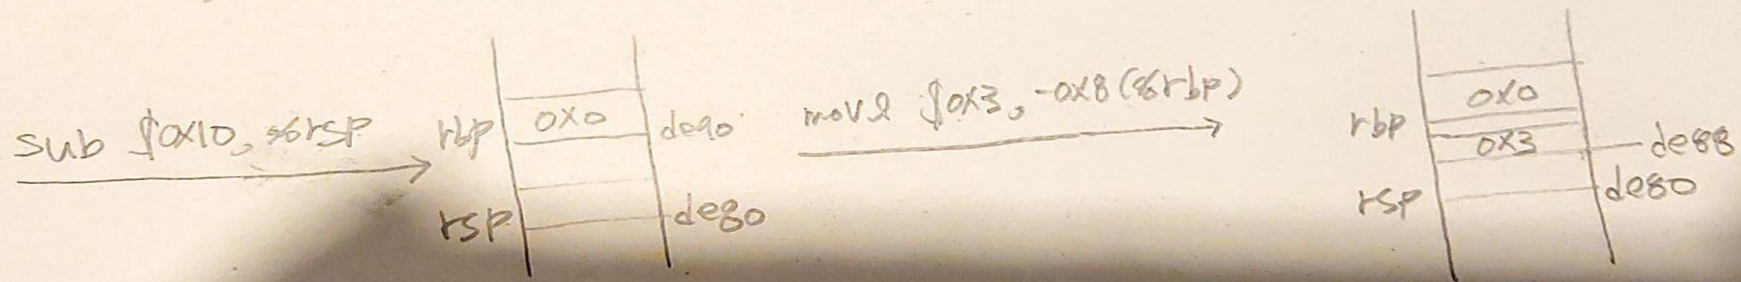 sub $0x10, %rsp
rbp 0x0 de90
rsp de80
movl $0x3, -0x8(%rbp)
0x0
rbp 0x3 de88
rsp de80